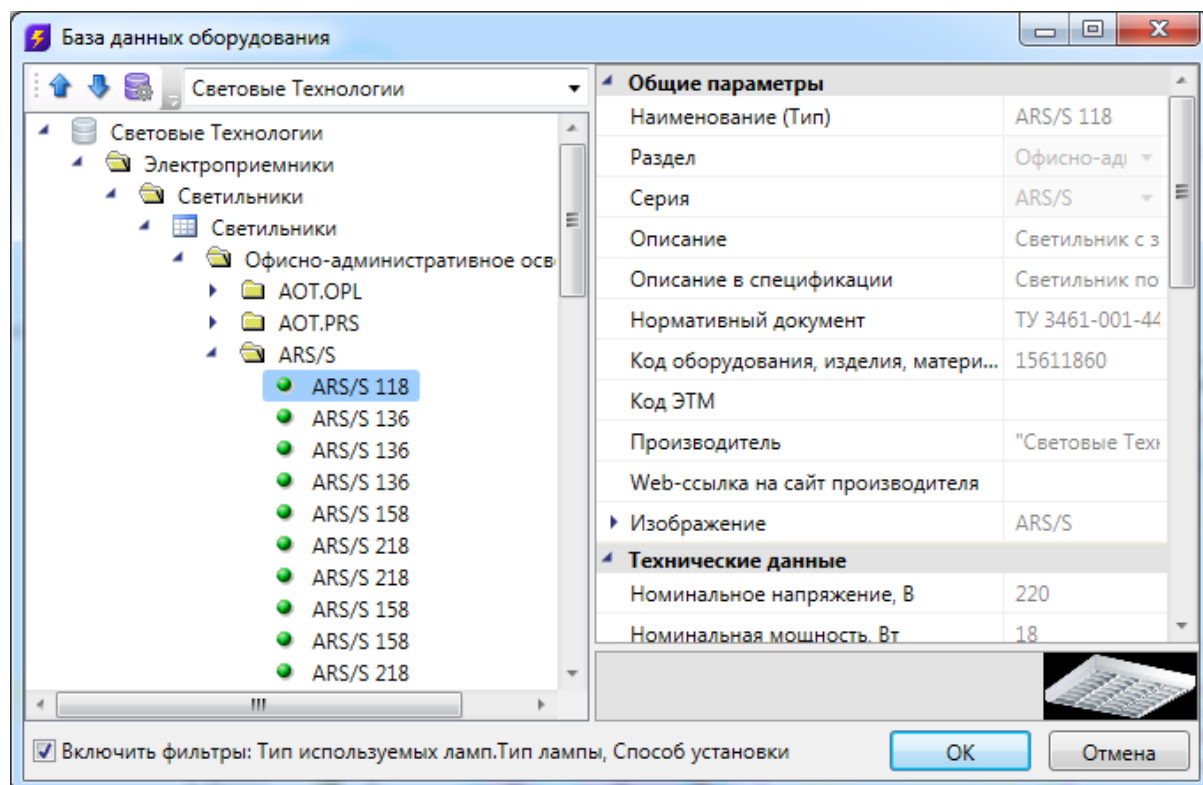 База данных оборудования
Световые Технологии
Световые Технологии
Электроприемники
Светильники
Светильники
Офисно-административное осв
AOT.OPL
AOT.PRS
ARS/S
ARS/S 118
ARS/S 136
ARS/S 136
ARS/S 136
ARS/S 158
ARS/S 218
ARS/S 218
ARS/S 158
ARS/S 158
ARS/S 218
Общие параметры
Наименование (Тип) ARS/S 118
Раздел Офисно-адм
Серия ARS/S
Описание Светильник с з
Описание в спецификации Светильник по
Нормативный документ ТУ 3461-001-44
Код оборудования, изделия, матери... 15611860
Код ЭТМ
Производитель "Световые Техн
Web-ссылка на сайт производителя
Изображение ARS/S
Технические данные
Номинальное напряжение, В 220
Номинальная мощность, Вт 18
Включить фильтры: Тип используемых ламп.Тип лампы, Способ установки
OK
Отмена